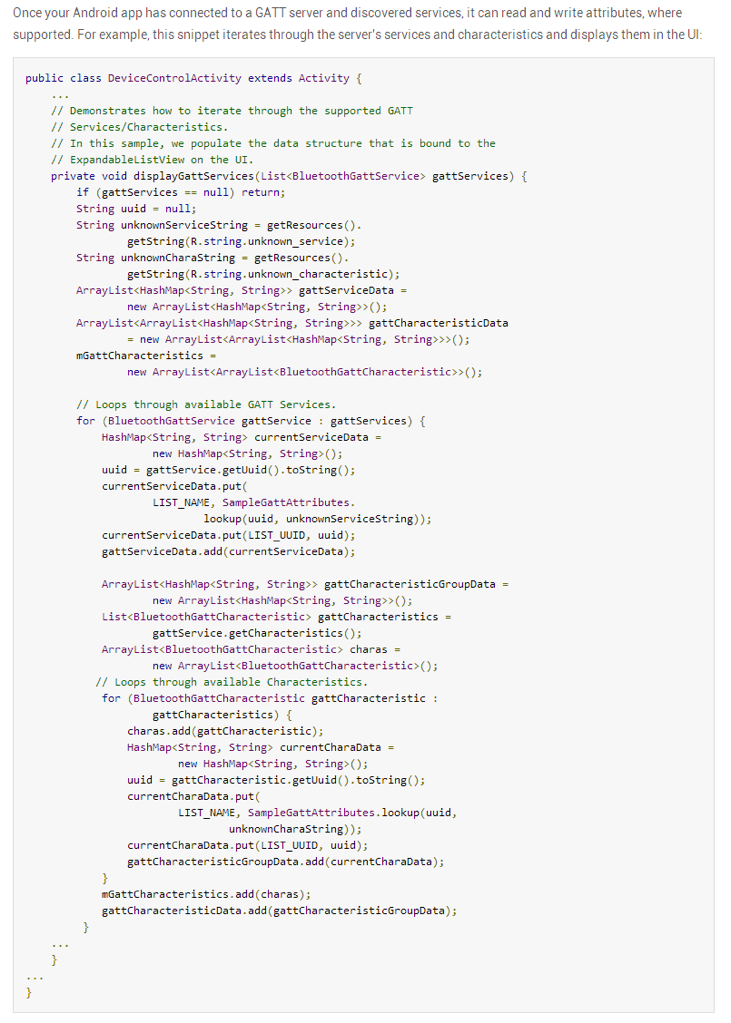 Once your Android app has connected to a GATT server and discovered services, it can read and write attributes, where
supported. For example, this snippet iterates through the server's services and characteristics and displays them in the UI:
public class DeviceControlActivity extends Activity {
...
// Demonstrates how to iterate through the supported GATT
// Services/Characteristics.
// In this sample, we populate the data structure that is bound to the
// ExpandableListView on the UI.
private void displayGattServices(List<BluetoothGattService> gattServices) {
if (gattServices == null) return;
String uuid = null;
String unknownServiceString = getResources().
getString(R.string.unknown_service);
String unknownCharaString = getResources().
getString(R.string.unknown_characteristic);
ArrayList<HashMap<String, String>> gattServiceData =
new ArrayList<HashMap<String, String>>();
ArrayList<ArrayList<HashMap<String, String>>> gattCharacteristicData
= new ArrayList<ArrayList<HashMap<String, String>>>();
mGattCharacteristics =
new ArrayList<ArrayList<BluetoothGattCharacteristic>>();
// Loops through available GATT Services.
for (BluetoothGattService gattService : gattServices) {
HashMap<String, String> currentServiceData =
new HashMap<String, String>();
uuid = gattService.getUuid().toString();
currentServiceData.put(
LIST_NAME, SampleGattAttributes.
lookup(uuid, unknownServiceString));
currentServiceData.put(LIST_UUID, uuid);
gattServiceData.add(currentServiceData);
ArrayList<HashMap<String, String>> gattCharacteristicGroupData =
new ArrayList<HashMap<String, String>>();
List<BluetoothGattCharacteristic> gattCharacteristics =
gattService.getCharacteristics();
ArrayList<BluetoothGattCharacteristic> charas =
new ArrayList<BluetoothGattCharacteristic>();
// Loops through available Characteristics.
for (BluetoothGattCharacteristic gattCharacteristic :
gattCharacteristics) {
charas.add(gattCharacteristic);
HashMap<String, String> currentCharaData =
new HashMap<String, String>();
uuid = gattCharacteristic.getUuid().toString();
currentCharaData.put(
LIST_NAME, SampleGattAttributes.lookup(uuid,
unknownCharaString));
currentCharaData.put(LIST_UUID, uuid);
gattCharacteristicGroupData.add(currentCharaData);
}
mGattCharacteristics.add(charas);
gattCharacteristicData.add(gattCharacteristicGroupData);
}
...
}
...
}